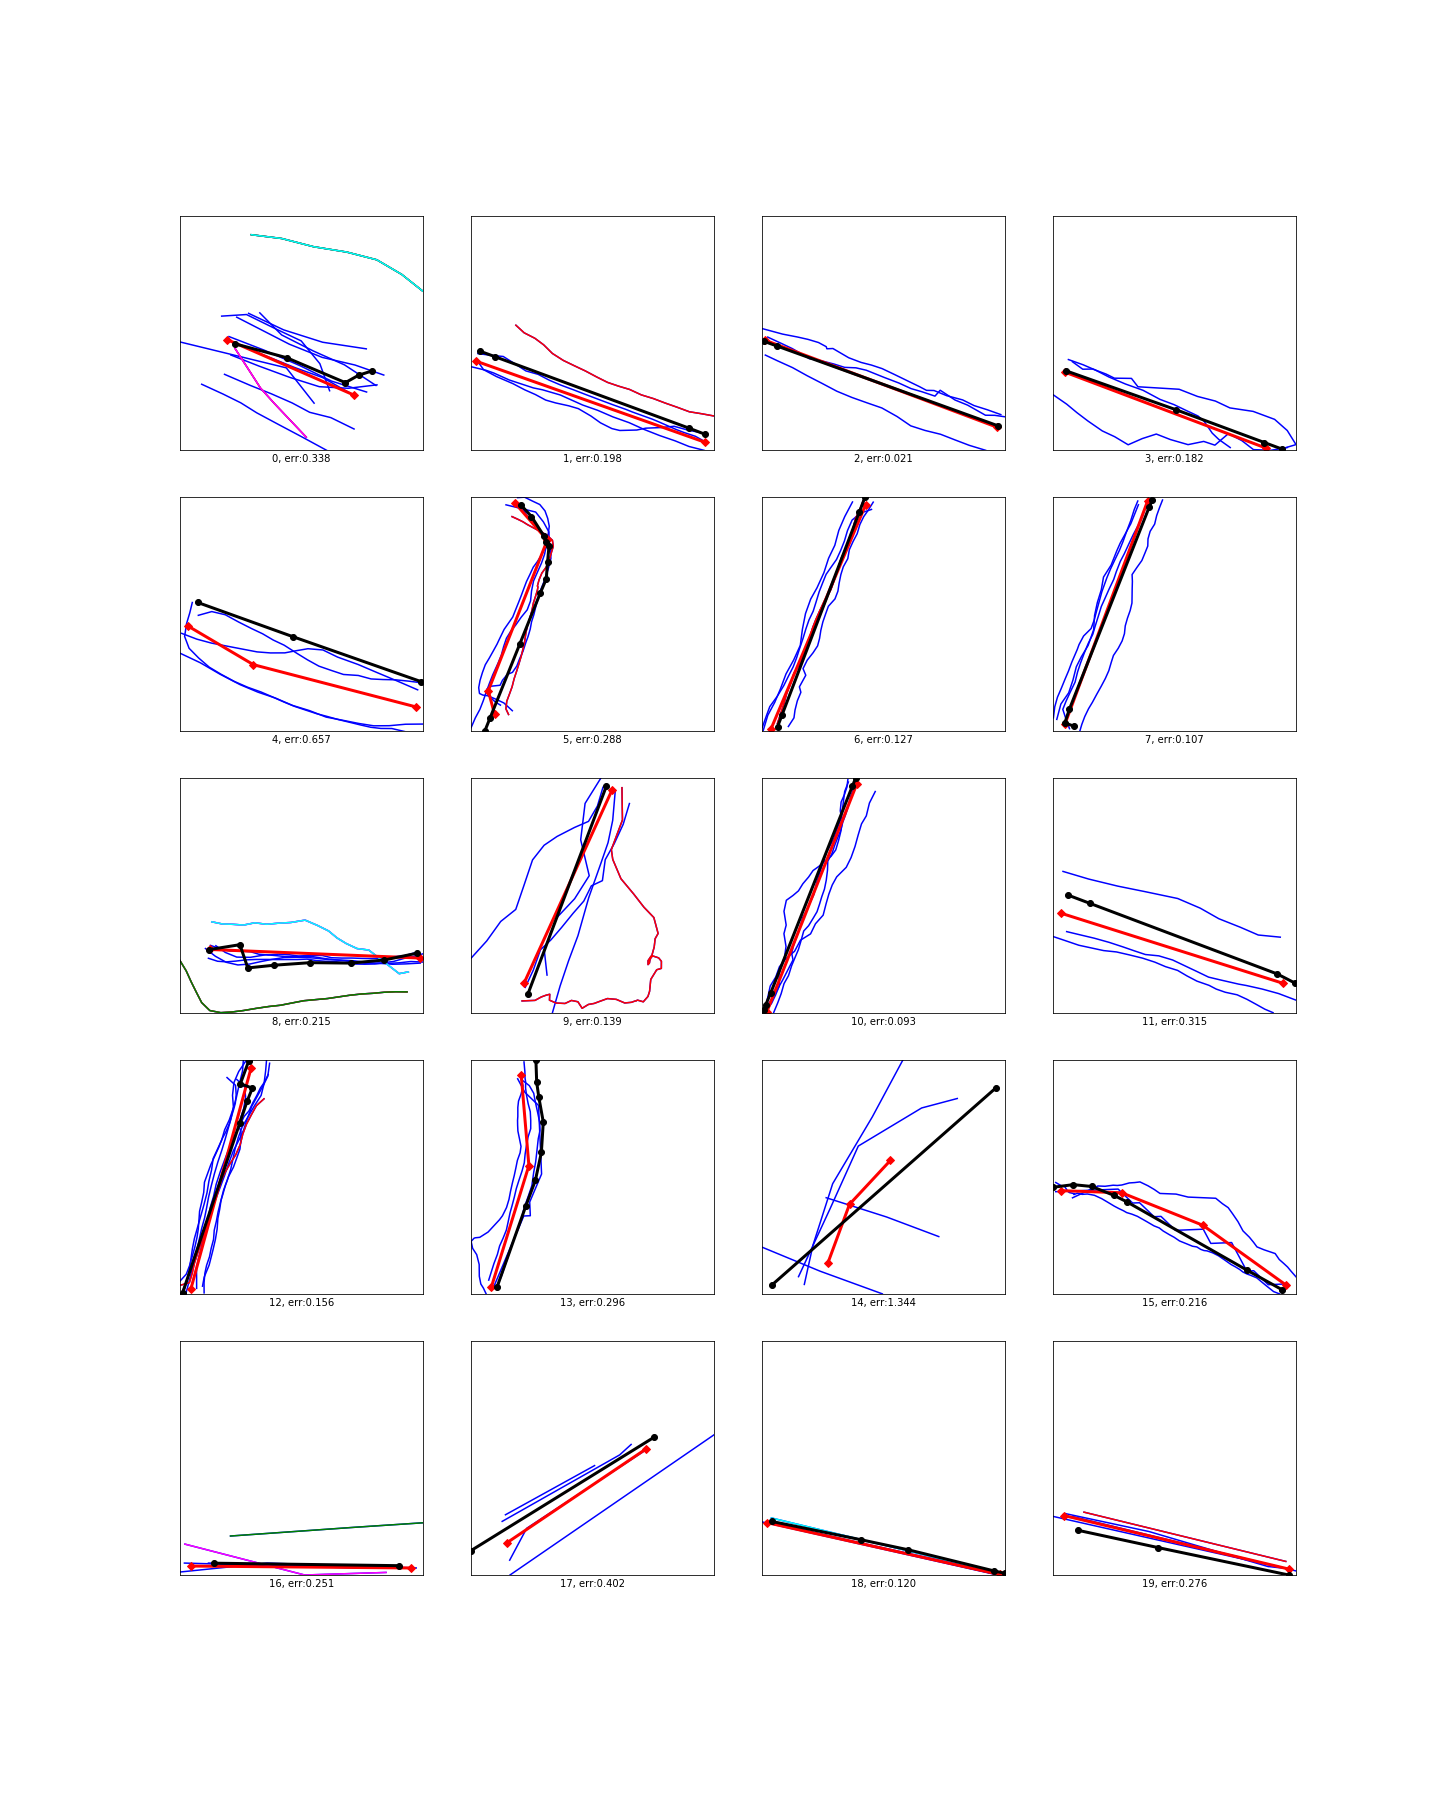 0, err:0.338
1, err:0.198
2, err:0.021
3, err:0.182
4, err:0.657
5, err:0.288
6, err:0.127
7, err:0.107
8, err:0.215
9, err:0.139
10, err:0.093
11, err:0.315
12, err:0.156
13, err:0.296
14, err:1.344
15, err:0.216
16, err:0.251
17, err:0.402
18, err:0.120
19, err:0.276